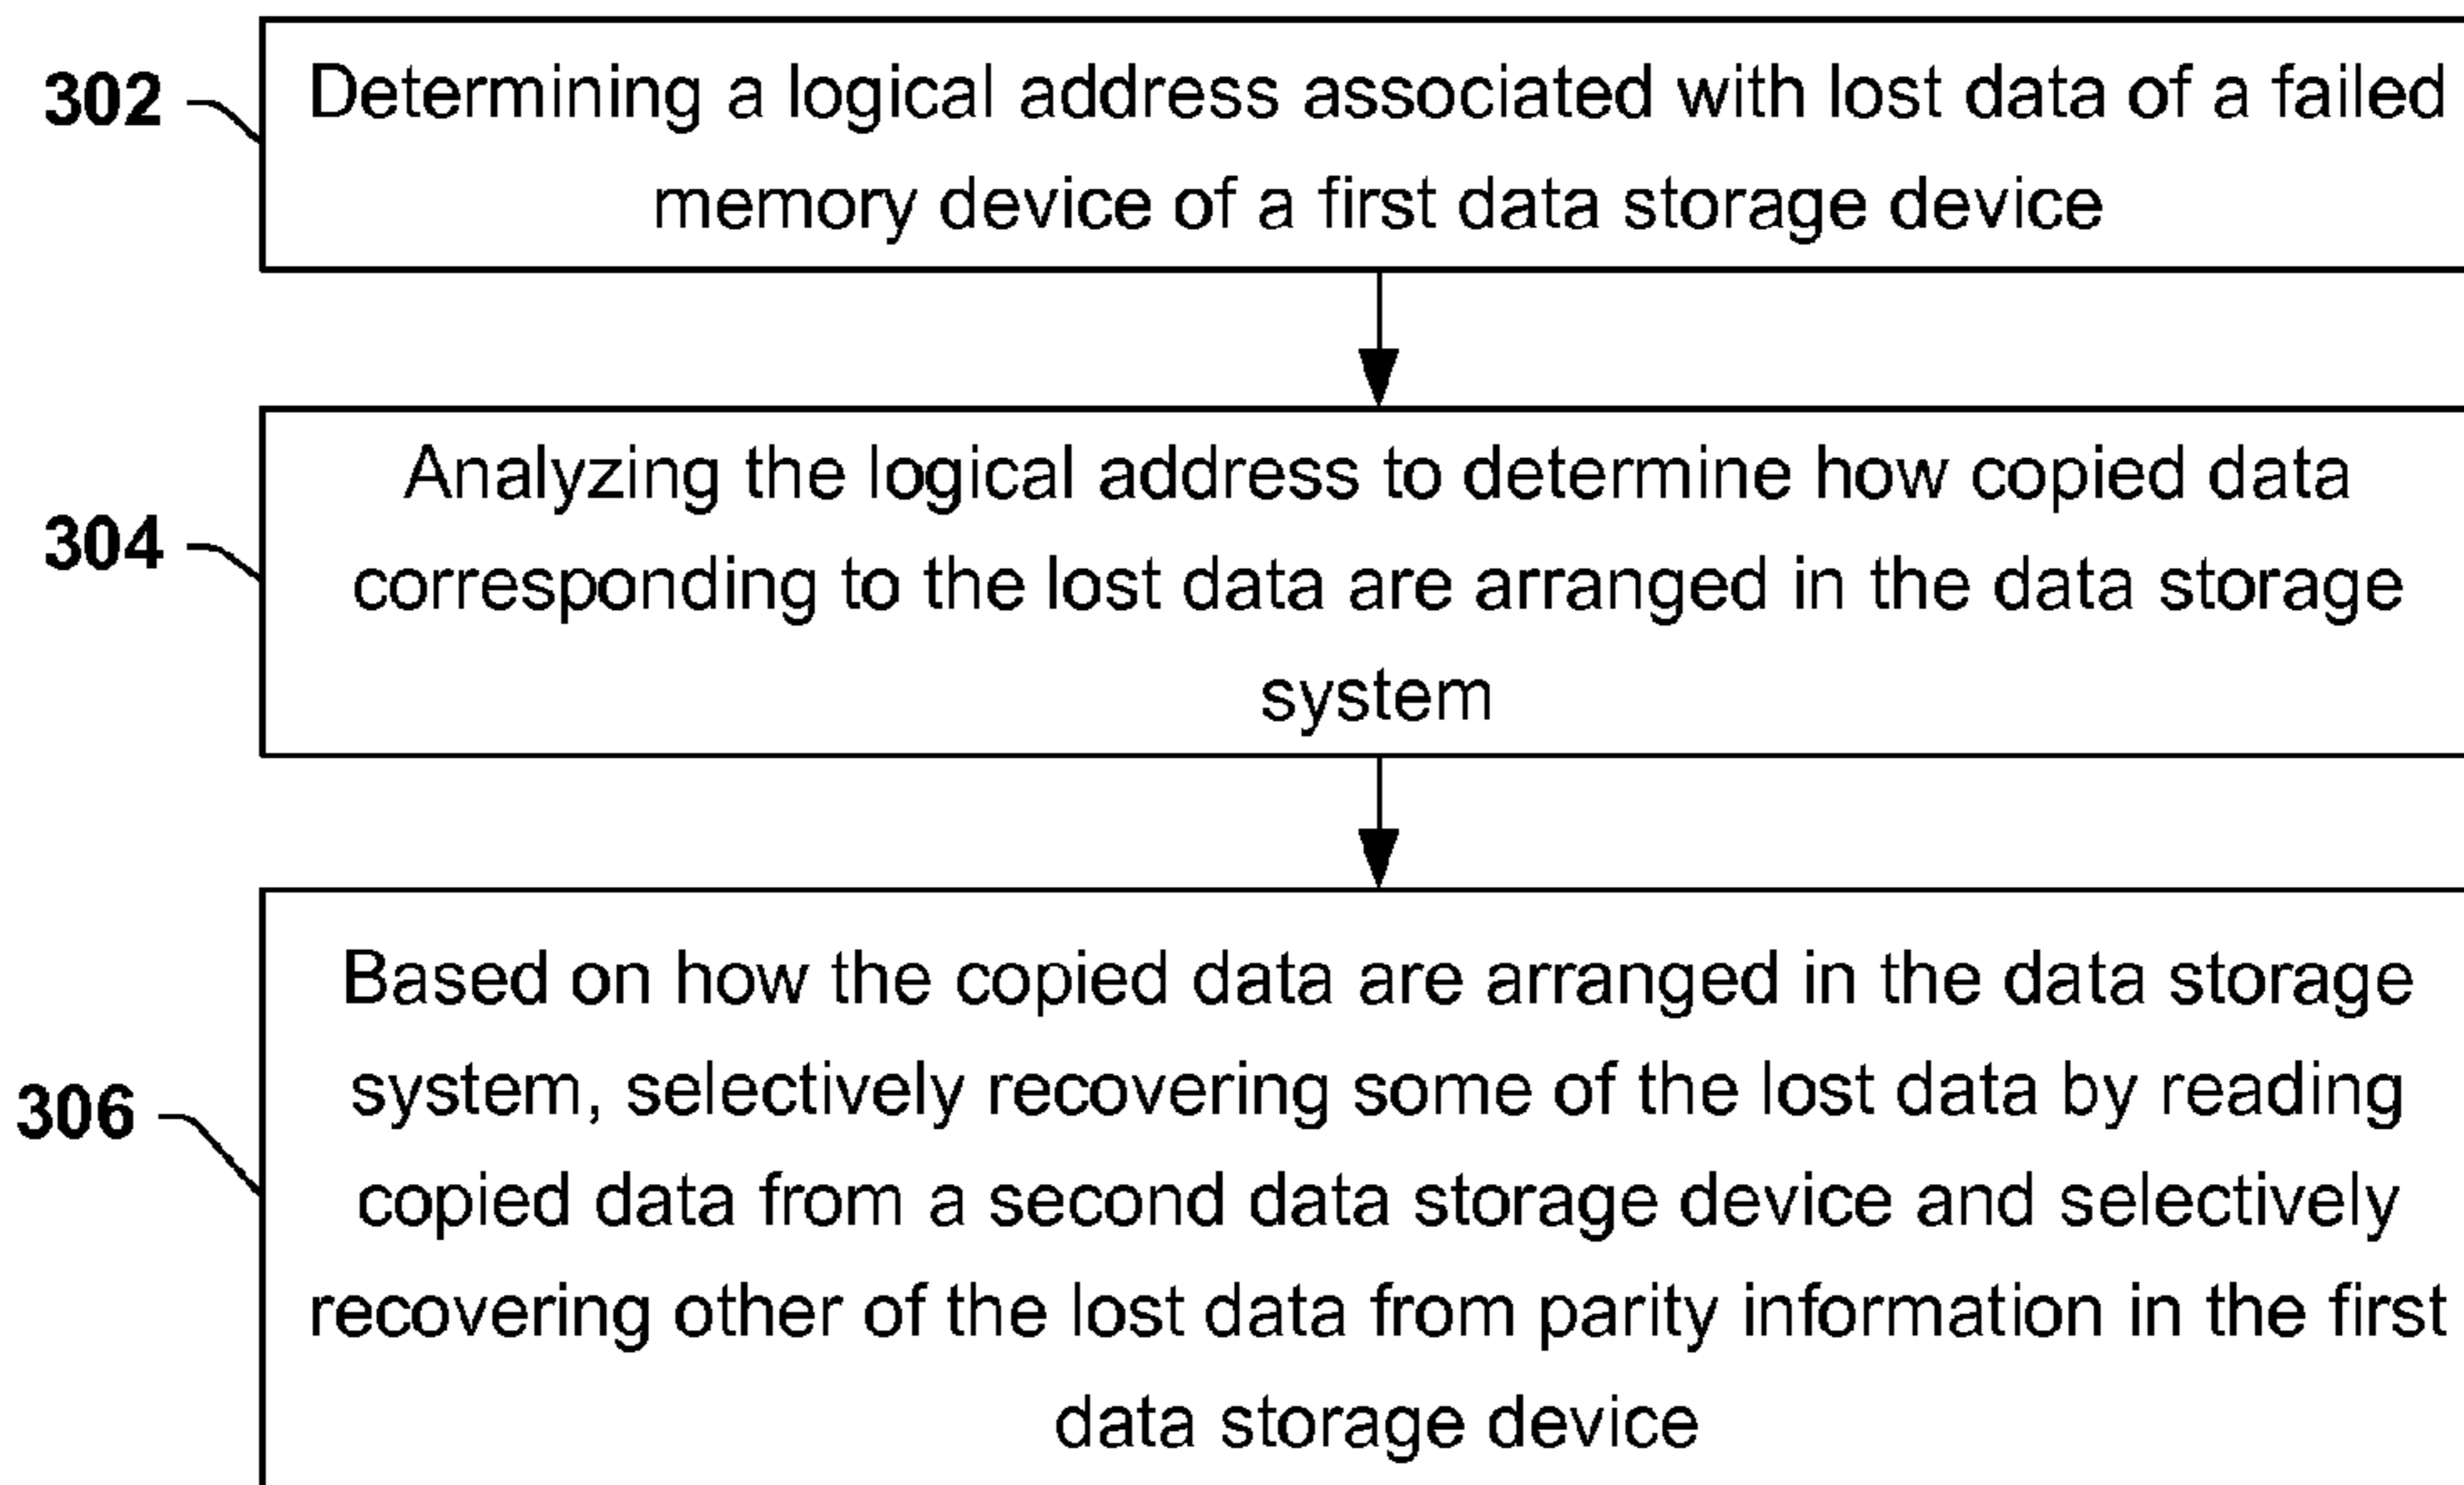 302
Determining a logical address associated with lost data of a failed
memory device of a first data storage device
304
Analyzing the logical address to determine how copied data
corresponding to the lost data are arranged in the data storage
system
306
Based on how the copied data are arranged in the data storage
system, selectively recovering some of the lost data by reading
copied data from a second data storage device and selectively
recovering other of the lost data from parity information in the first
data storage device